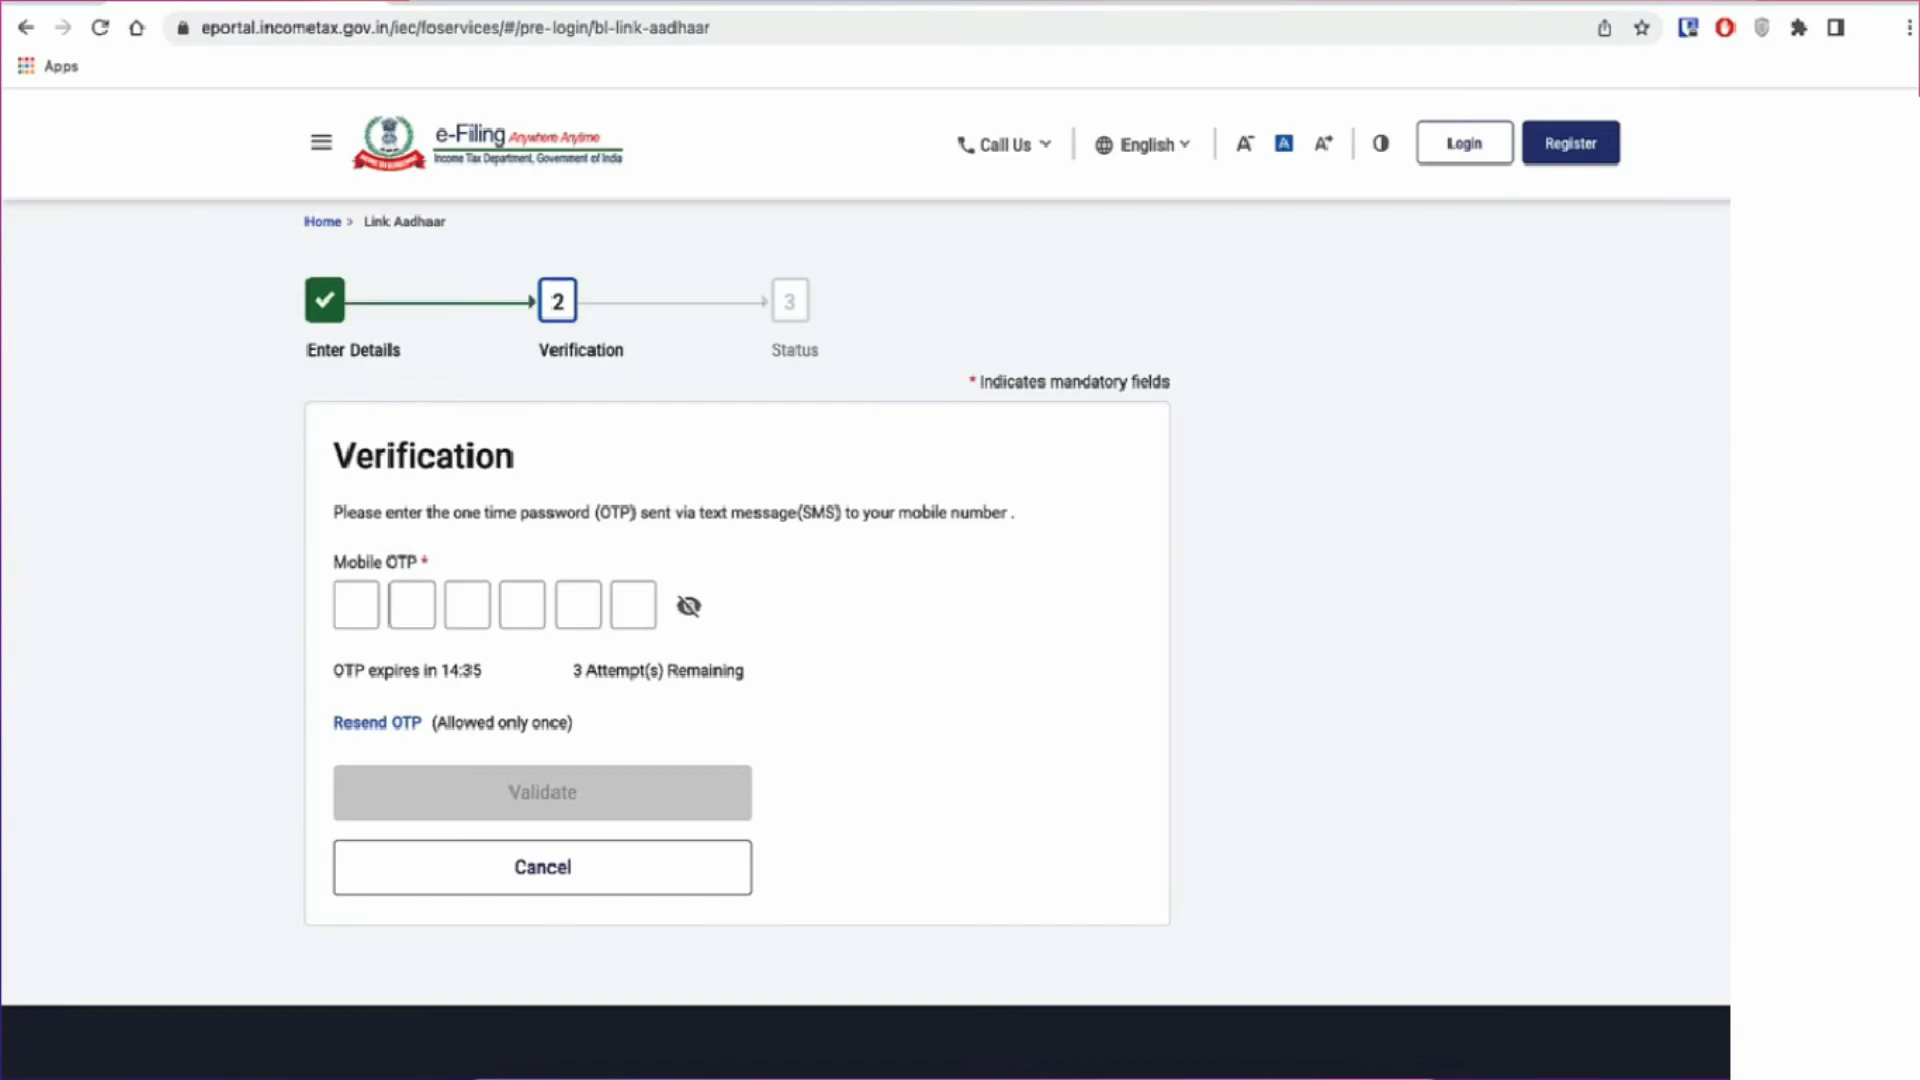 eportal.incometax.gov.in/iec/foservices/#/pre-login/bl-link-aadhaar
Apps
e-Filing Anywhere Anytime
Income Tax Department, Government of India
Call Us
English
A-
A
A+
Login
Register
Home > Link Aadhaar
2
3
Enter Details
Verification
Status
* Indicates mandatory fields
Verification
Please enter the one time password (OTP) sent via text message(SMS) to your mobile number .
Mobile OTP *
OTP expires in 14:35
3 Attempt(s) Remaining
Resend OTP (Allowed only once)
Validate
Cancel